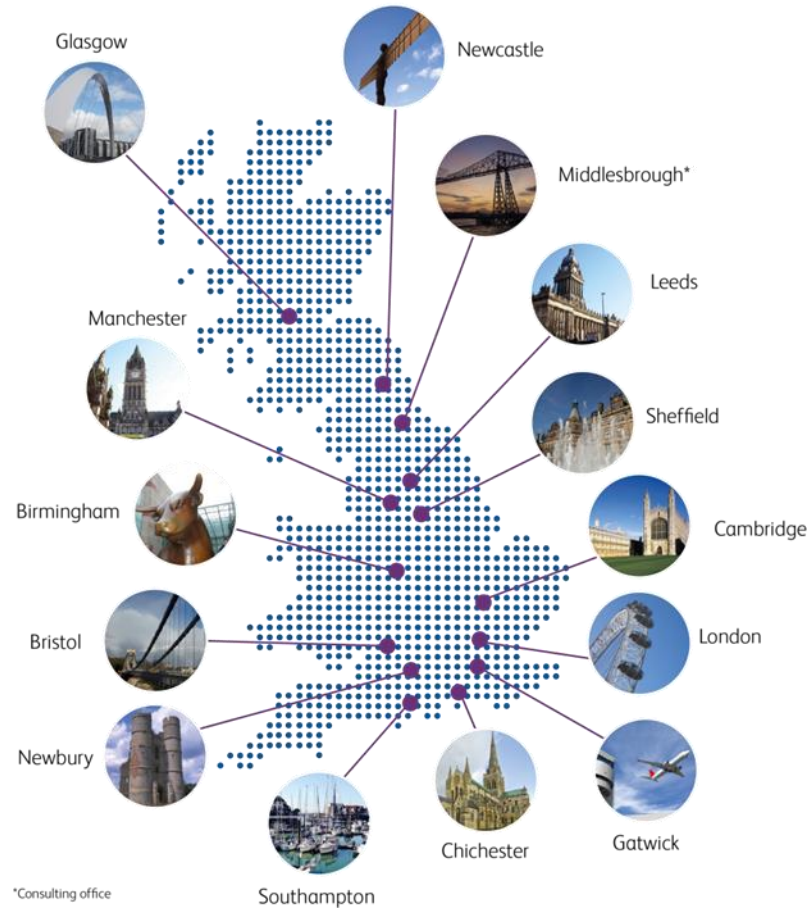 Glasgow
Newcastle
Middlesbrough*
Leeds
Manchester
Sheffield
Birmingham
Cambridge
Bristol
London
Newbury
Gatwick
Chichester
Southampton
*Consulting office